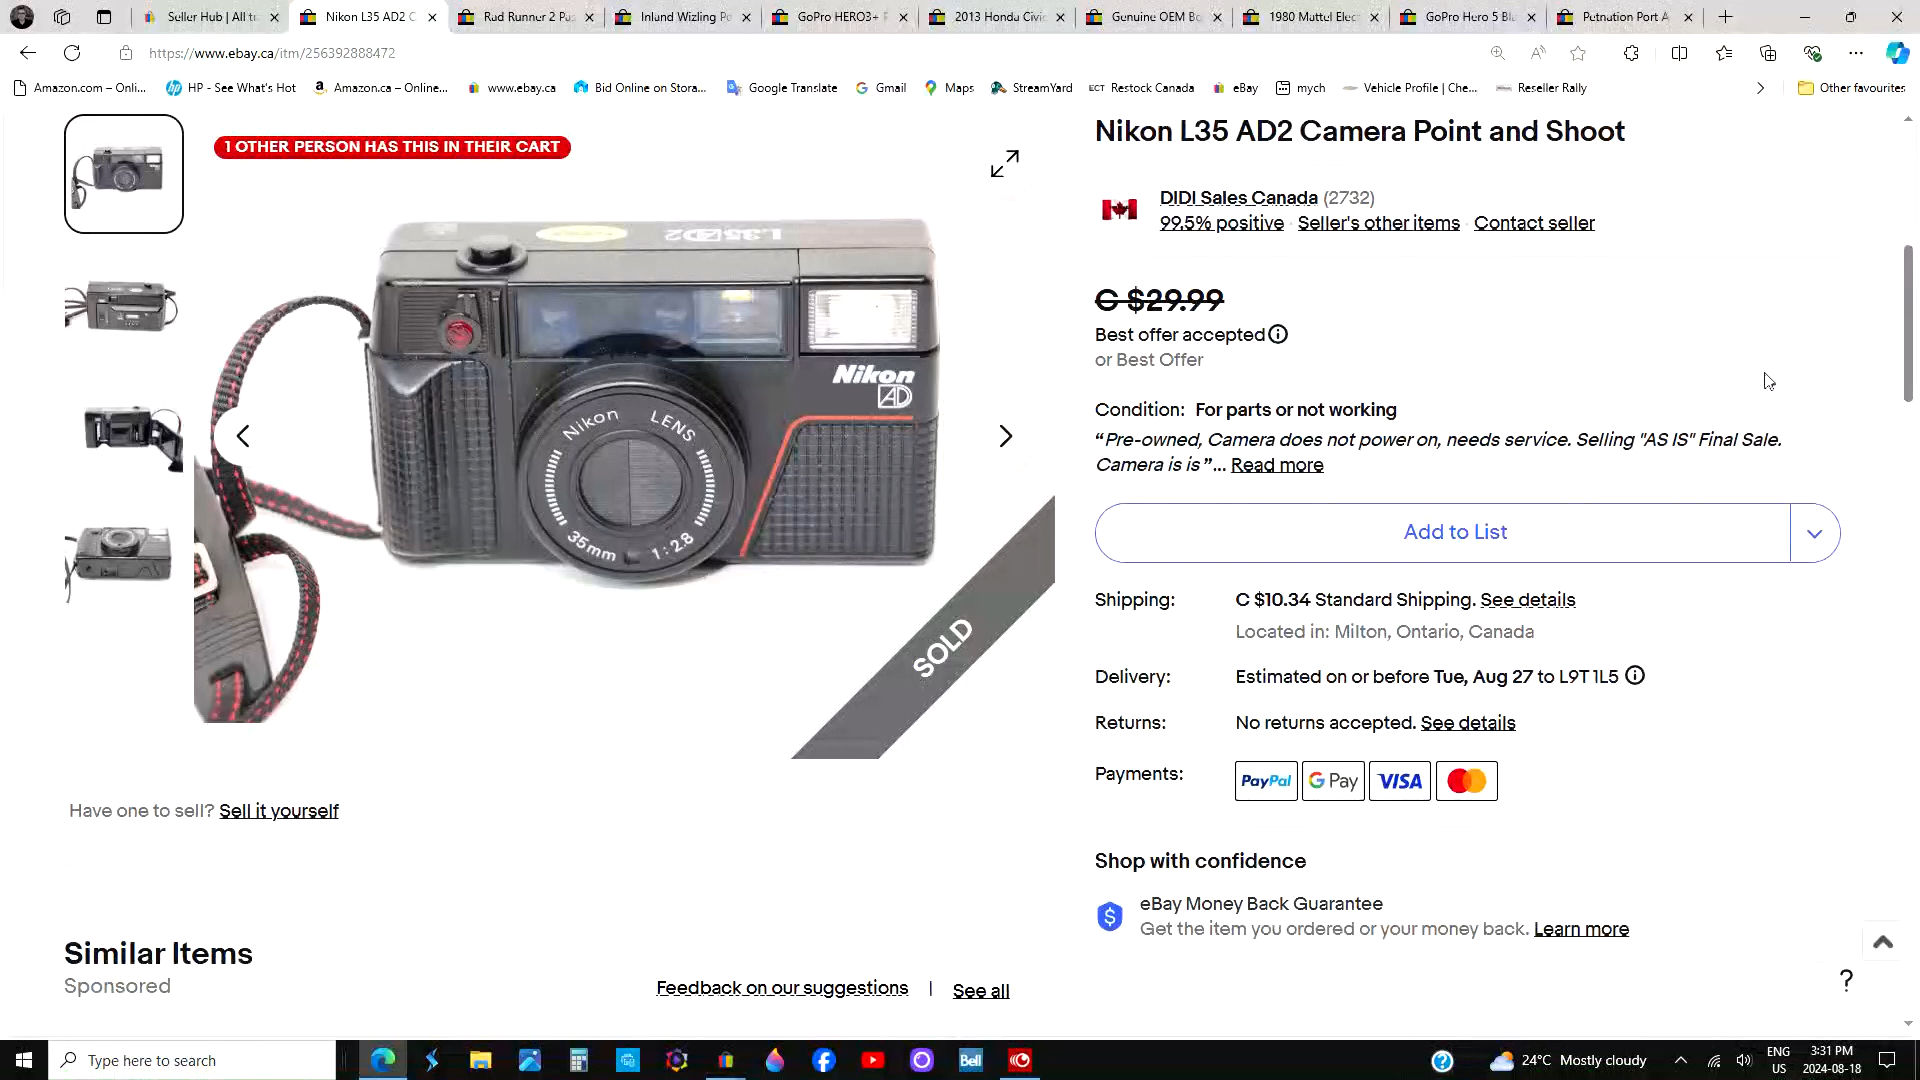 Seller Hub | All tr
Nikon L35 AD2 C
Rad Runner 2 Pas
Inland Wizling Po
GoPro HERO3+ F
2013 Honda Civic
Genuine OEM Bo
1980 Mattel Elect
GoPro Hero 5 Bla
Petnation Port A
https://www.ebay.ca/itm/256392888472
Amazon.com – Onli...
HP - See What's Hot
Amazon.ca – Online...
www.ebay.ca
Bid Online on Stora...
Google Translate
Gmail
Maps
StreamYard
ECT Restock Canada
eBay
mych
Vehicle Profile | Che...
Reseller Rally
Other favourites
1 OTHER PERSON HAS THIS IN THEIR CART
L35AD2
Nikon
AD
Nikon LENS
35mm 1:2.8
SOLD
Have one to sell? Sell it yourself
Nikon L35 AD2 Camera Point and Shoot
DIDI Sales Canada (2732)
99.5% positive · Seller's other items · Contact seller
C $29.99
Best offer accepted
or Best Offer
Condition: For parts or not working
“Pre-owned, Camera does not power on, needs service. Selling "AS IS" Final Sale.
Camera is is ”... Read more
Add to List
Shipping: C $10.34 Standard Shipping. See details
Located in: Milton, Ontario, Canada
Delivery: Estimated on or before Tue, Aug 27 to L9T 1L5
Returns: No returns accepted. See details
Payments: PayPal G Pay VISA
Shop with confidence
eBay Money Back Guarantee
Get the item you ordered or your money back. Learn more
Similar Items
Sponsored
Feedback on our suggestions | See all
?
Type here to search
Bell
24°C Mostly cloudy
ENG
US
3:31 PM
2024-08-18